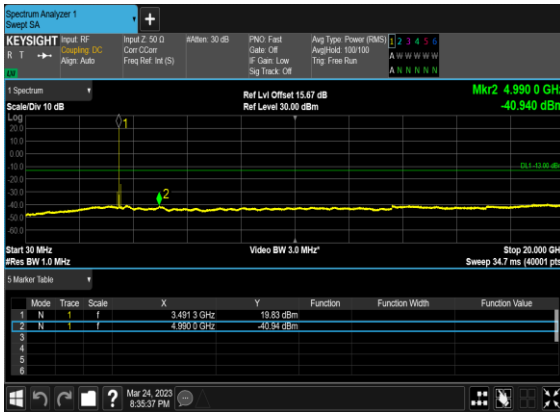 Spectrum Analyzer 1
Swept SA
+
KEYSIGHT Input: RF Input Z: 50 Ω #Atten: 30 dB PNO: Fast Avg Type: Power (RMS) 1 2 3 4 5 6
R T Coupling: DC Corr CCorr Gate: Off Avg|Hold: 100/100 A W W W W W
Align: Auto Freq Ref: Int (S) IF Gain: Low Trig: Free Run
LW Sig Track: Off A N N N N N
1 Spectrum Ref Lvl Offset 15.67 dB Mkr2 4.990 0 GHz
Scale/Div 10 dB Ref Level 30.00 dBm -40.940 dBm
Log
20.0
10.0
0.00
-10.0
-20.0
-30.0
-40.0
-50.0
-60.0
1
2
DL1 -13.00 dBm
Start 30 MHz Video BW 3.0 MHz* Stop 20.000 GHz
#Res BW 1.0 MHz Sweep 34.7 ms (40001 pts)
5 Marker Table
Mode Trace Scale X Y Function Function Width Function Value
1 N 1 f 3.491 3 GHz 19.83 dBm
2 N 1 f 4.990 0 GHz -40.94 dBm
3
4
5
6
? Mar 24, 2023
8:35:37 PM